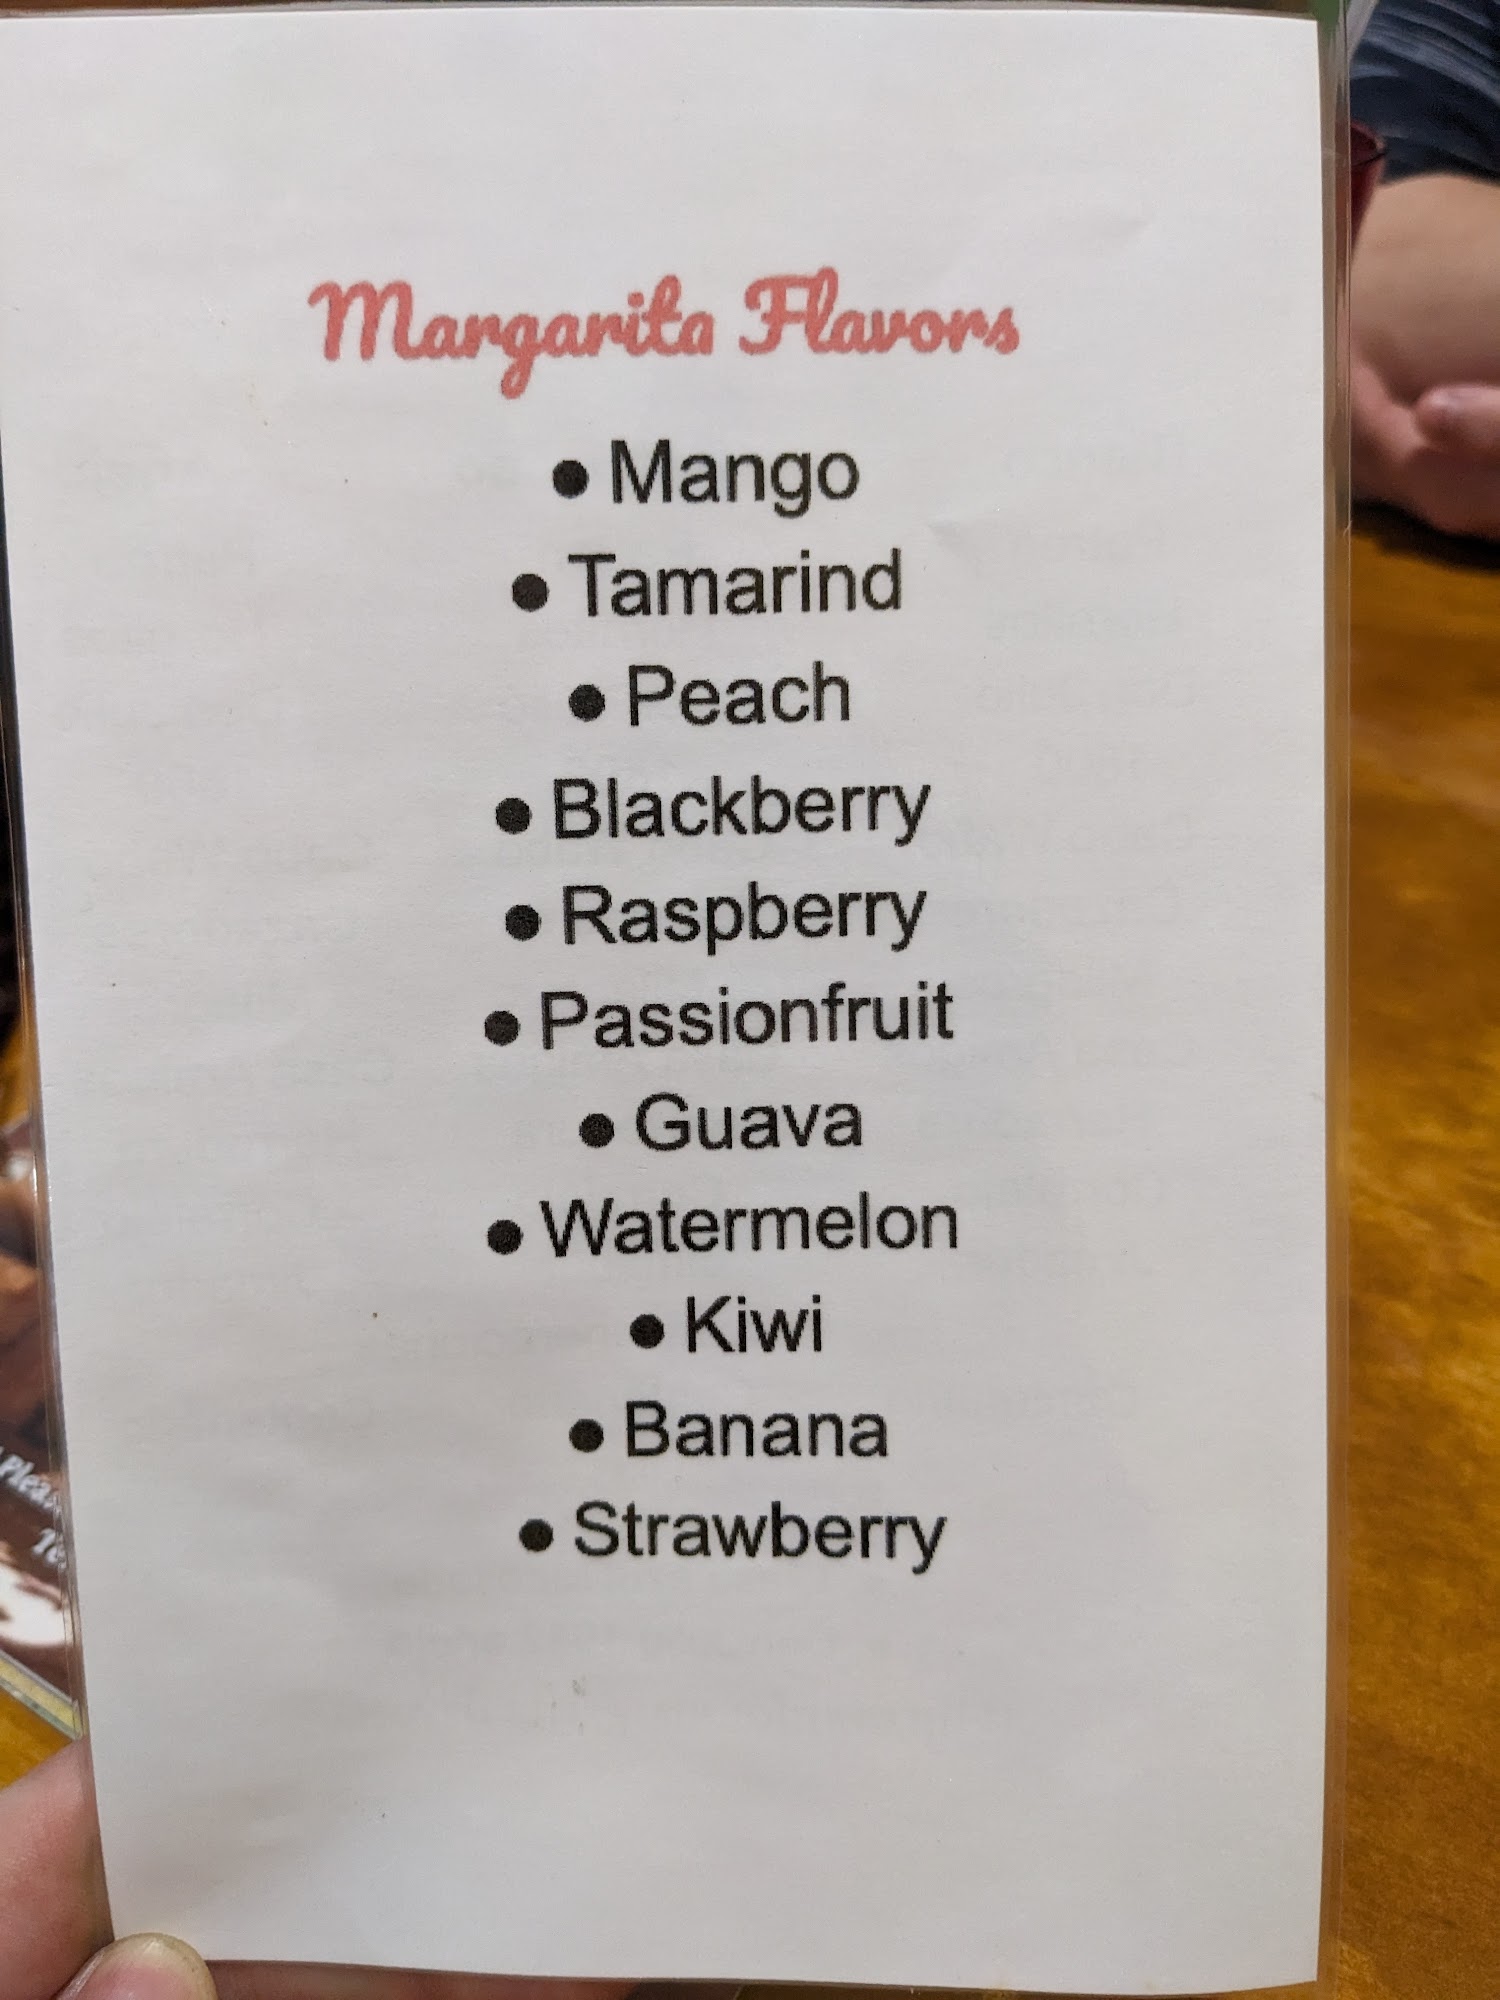 Margarita Flavors
• Mango
• Tamarind
• Peach
• Blackberry
• Raspberry
• Passionfruit
• Guava
• Watermelon
• Kiwi
• Banana
• Strawberry